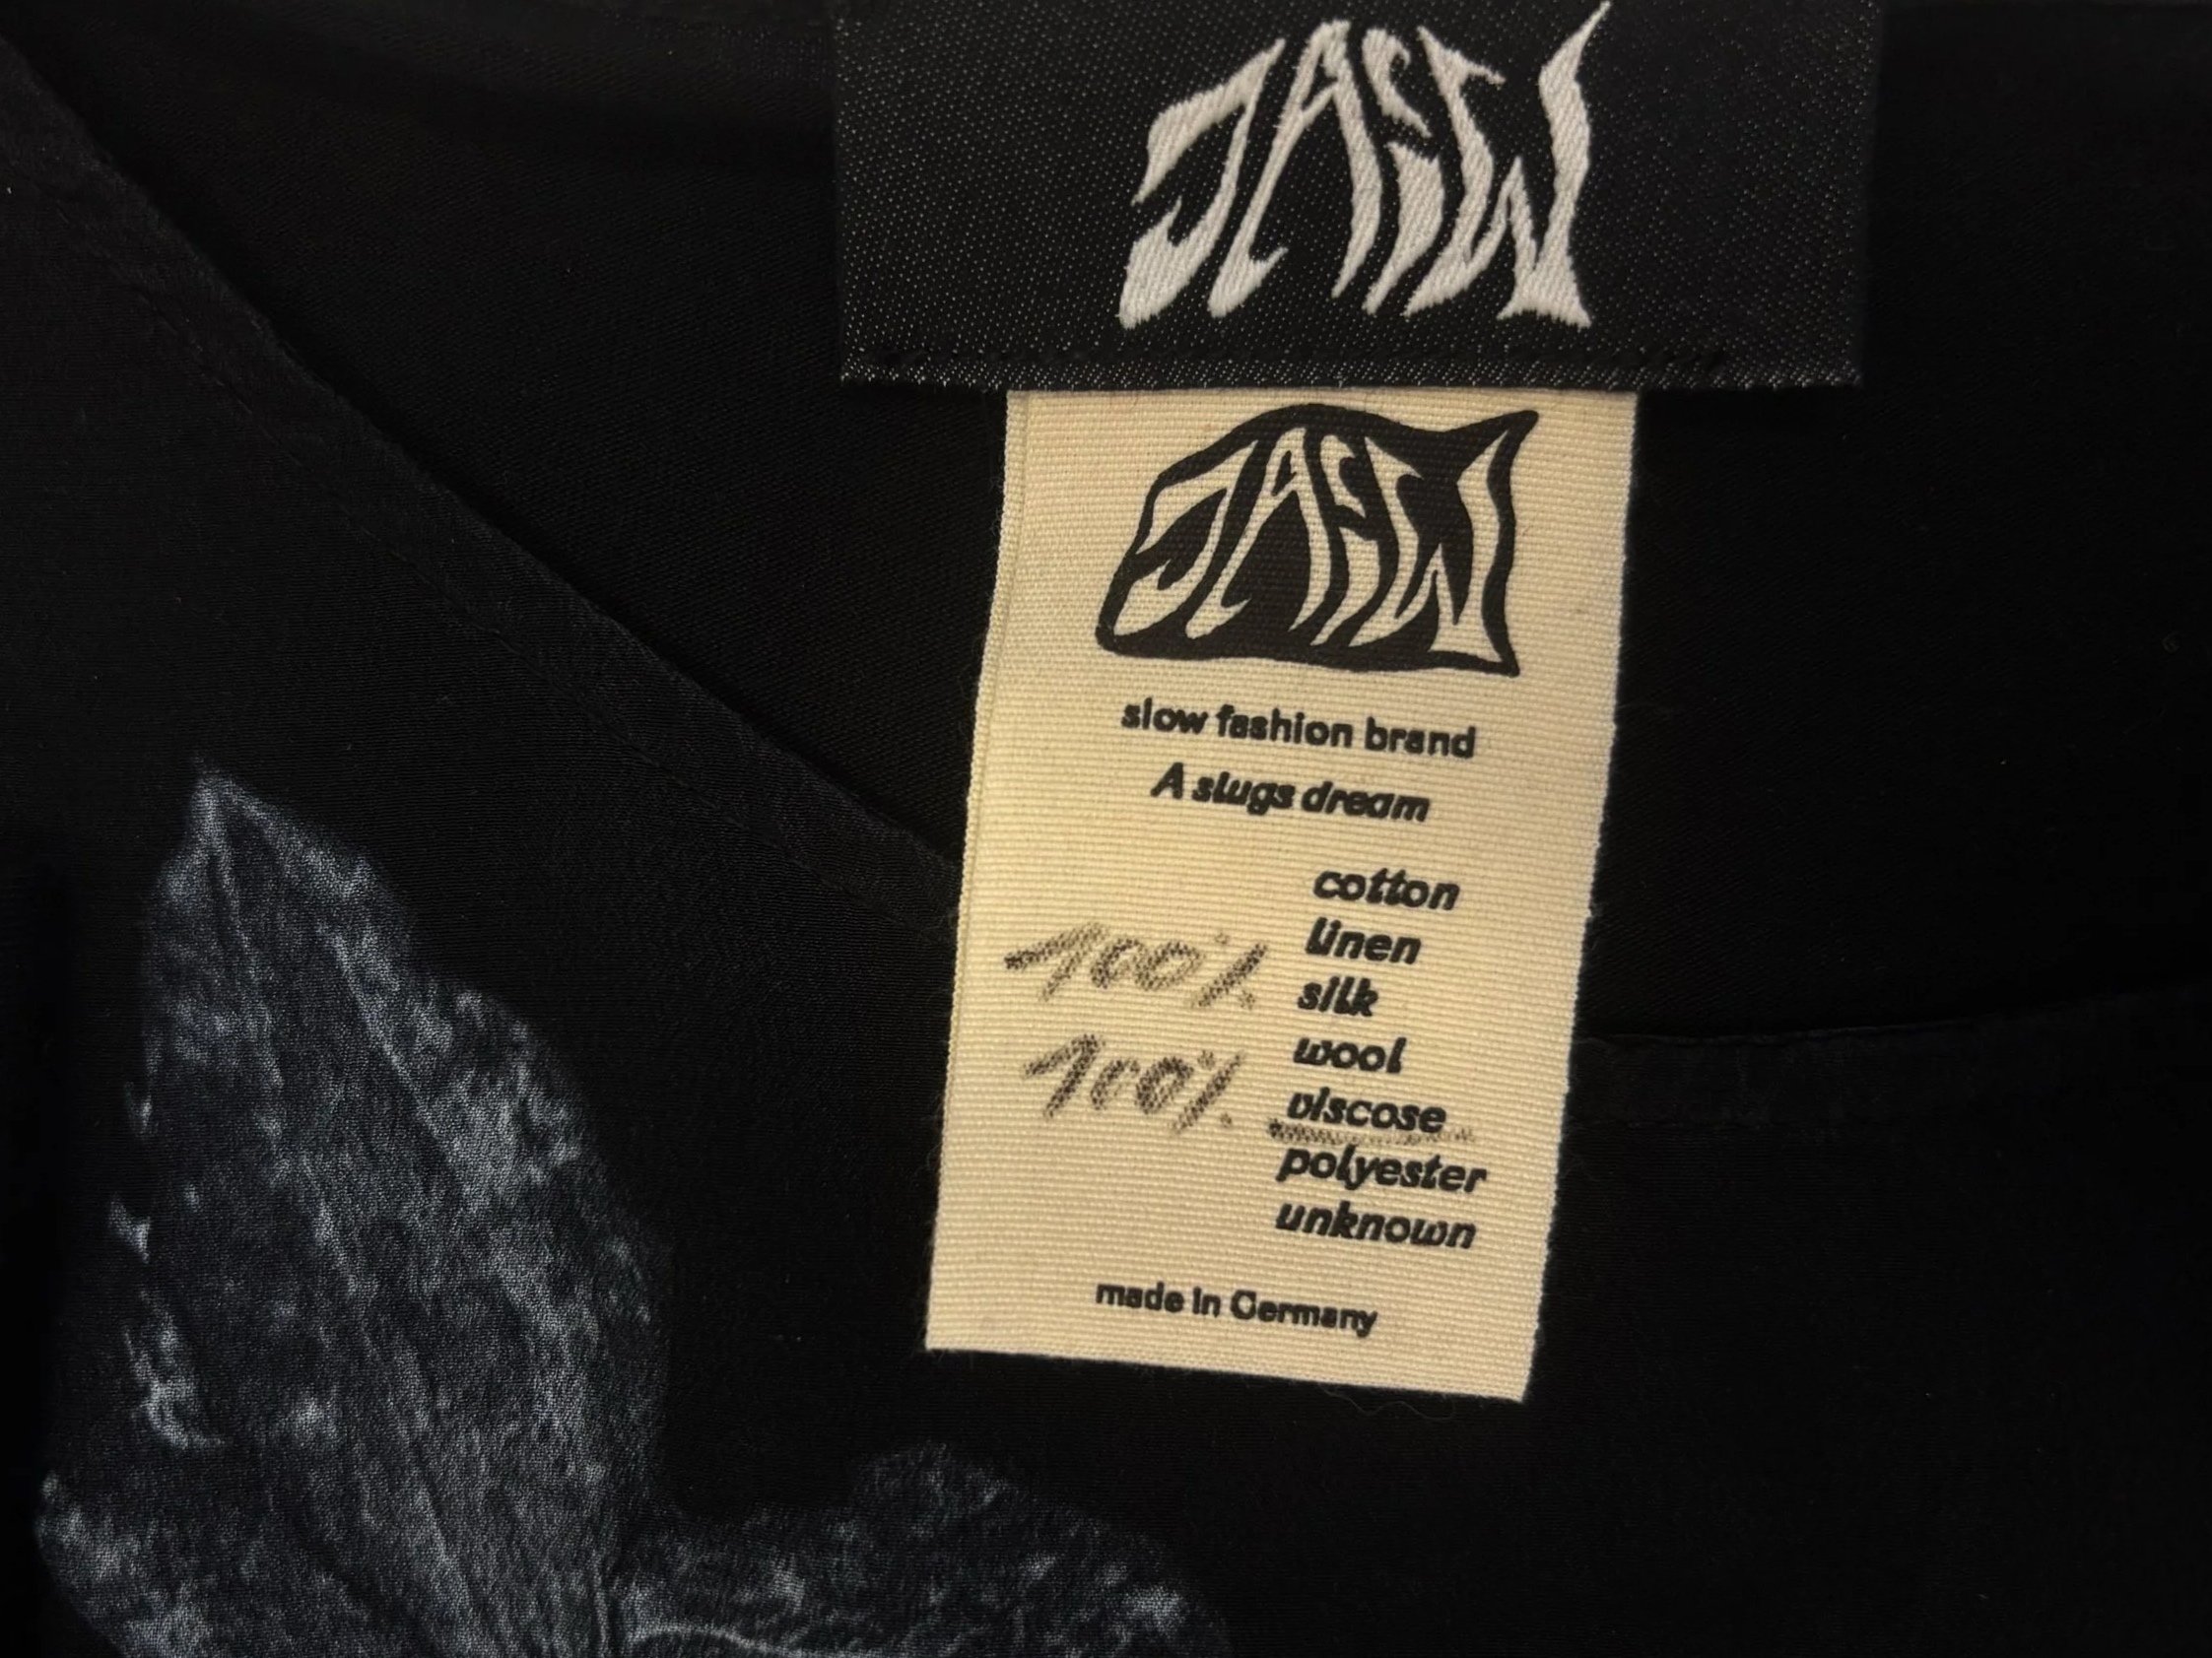 slow fashion brand
A slugs dream
cotton
linen
100% silk
wool
100% viscose
polyester
unknown
made in Germany